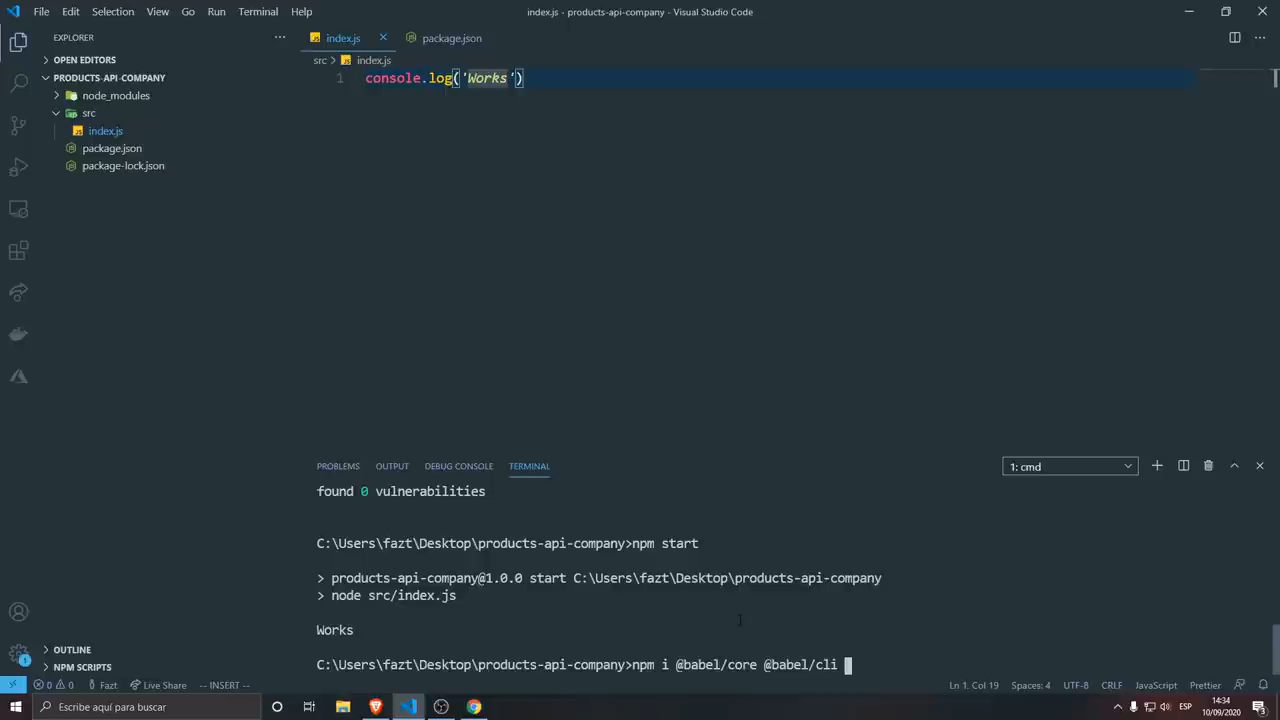 File Edit Selection View Go Run Terminal Help
index.js - products-api-company - Visual Studio Code
EXPLORER
index.js
package.json
OPEN EDITORS
src > index.js
PRODUCTS-API-COMPANY
1 console.log('Works')
node_modules
src
index.js
package.json
package-lock.json
PROBLEMS OUTPUT DEBUG CONSOLE TERMINAL
1: cmd
found 0 vulnerabilities
C:\Users\fazt\Desktop\products-api-company>npm start
> products-api-company@1.0.0 start C:\Users\fazt\Desktop\products-api-company
> node src/index.js
Works
C:\Users\fazt\Desktop\products-api-company>npm i @babel/core @babel/cli
OUTLINE
NPM SCRIPTS
1
0 0 Fazt Live Share -- INSERT --
Ln 1, Col 19 Spaces: 4 UTF-8 CRLF JavaScript Prettier
Escribe aquí para buscar
ESP
14:34
10/09/2020
3